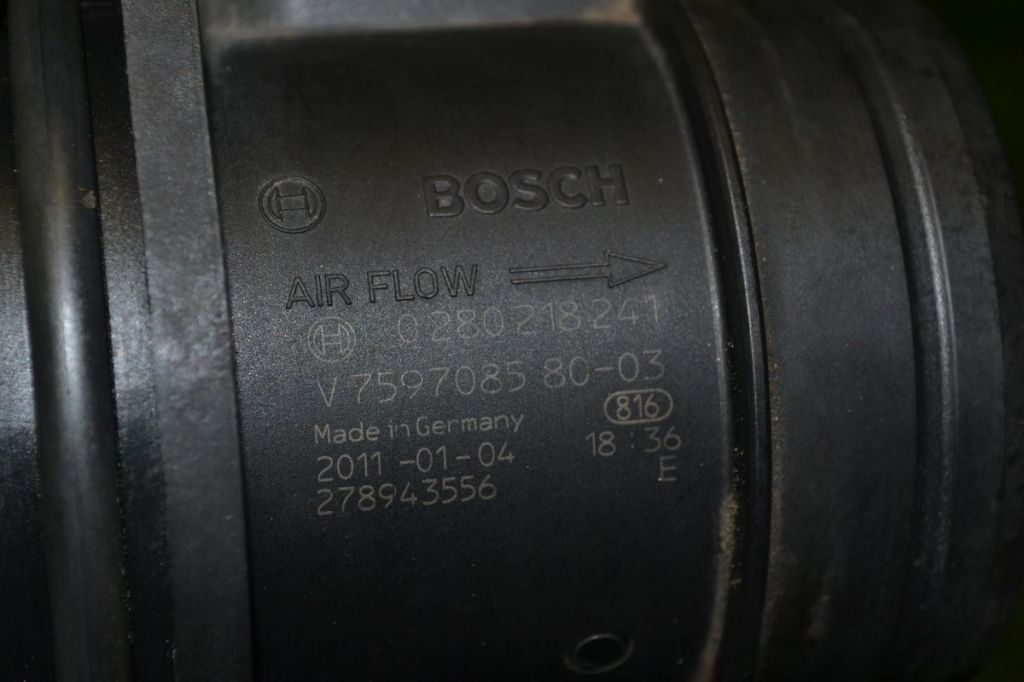 BOSCH
AIR FLOW
0 280 218 241
V 7597085 80-03
Made in Germany
816
2011-01-04
18:36
278943556
E